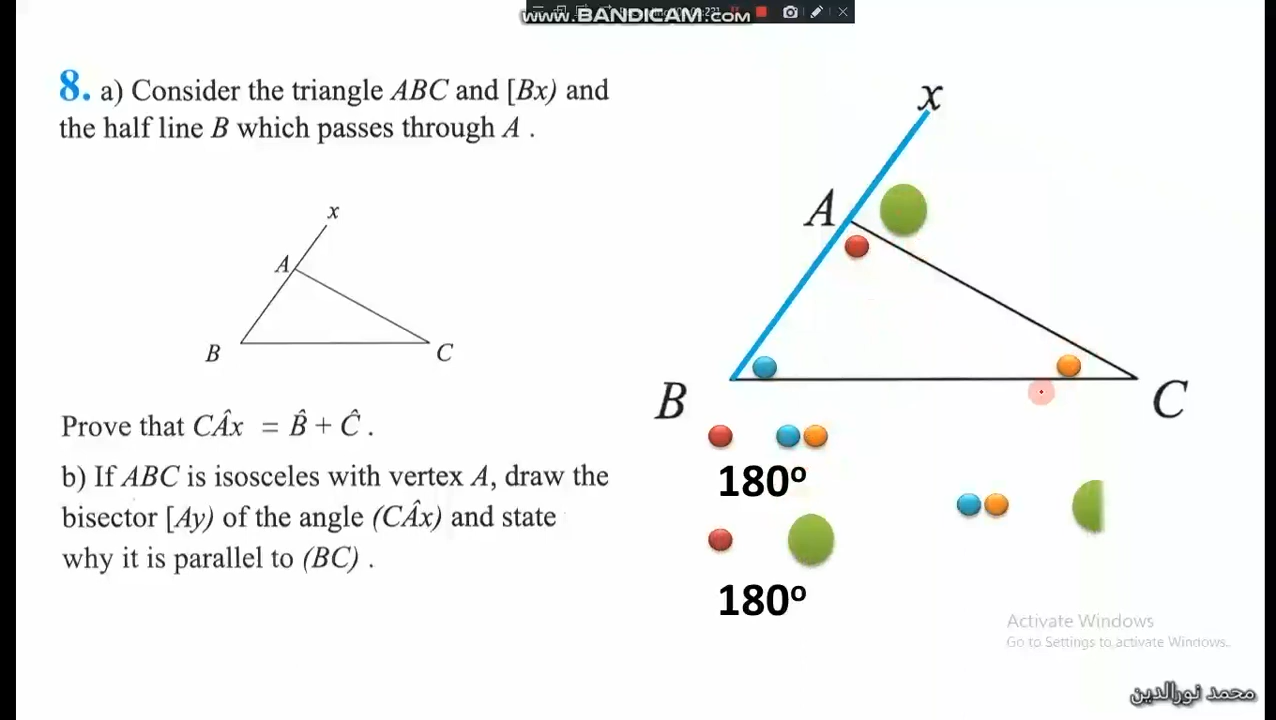 www.BANDICAM.com
8. a) Consider the triangle ABC and [Bx) and
the half line B which passes through A .
x
A
B
C
Prove that CÂx = B̂ + Ĉ .
b) If ABC is isosceles with vertex A, draw the
bisector [Ay) of the angle (CÂx) and state
why it is parallel to (BC) .
x
A
B
C
180º
180º
Activate Windows
Go to Settings to activate Windows.
محمد نورالدين